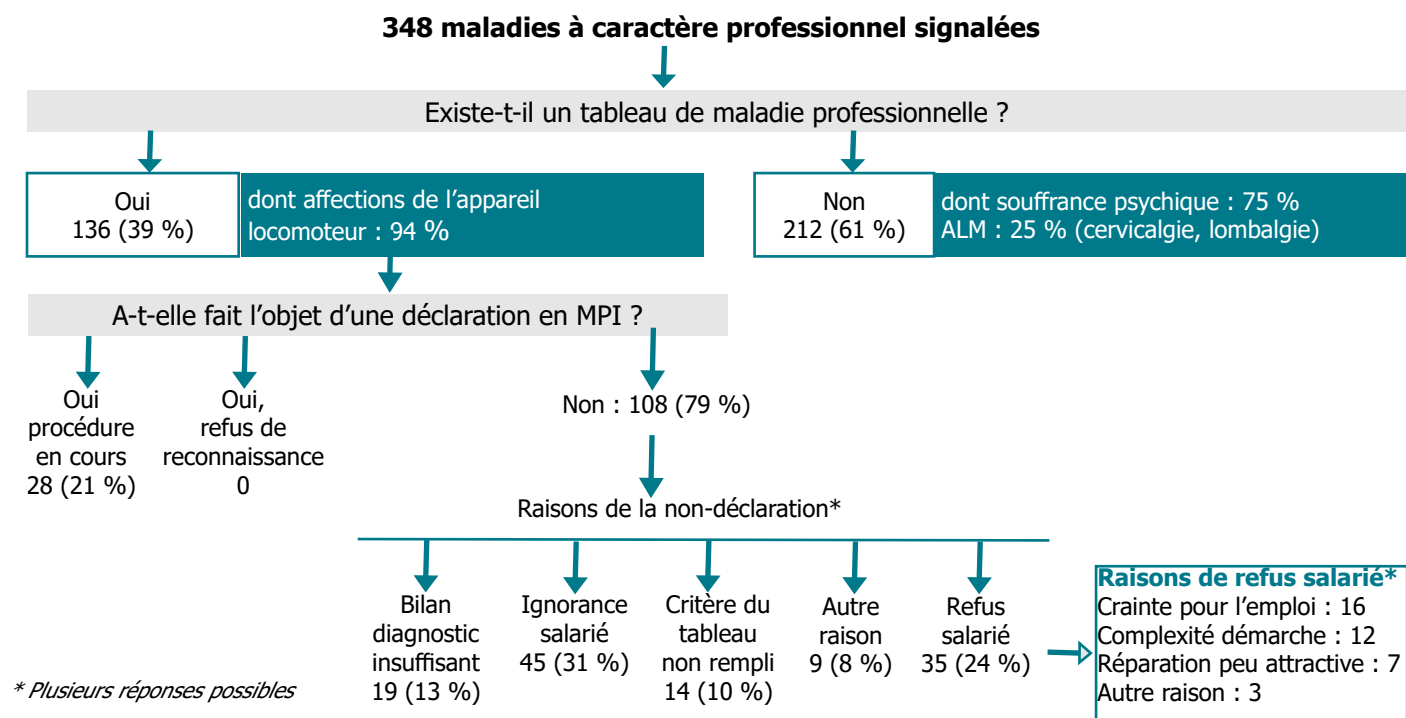 348 maladies à caractère professionnel signalées
Existe-t-il un tableau de maladie professionnelle ?
Oui
136 (39 %)
dont affections de l’appareil
locomoteur : 94 %
Non
212 (61 %)
dont souffrance psychique : 75 %
ALM : 25 % (cervicalgie, lombalgie)
A-t-elle fait l’objet d’une déclaration en MPI ?
Oui
procédure
en cours
28 (21 %)
Oui,
refus de
reconnaissance
0
Non : 108 (79 %)
Raisons de la non-déclaration*
Bilan
diagnostic
insuffisant
19 (13 %)
Ignorance
salarié
45 (31 %)
Critère du
tableau
non rempli
14 (10 %)
Autre
raison
9 (8 %)
Refus
salarié
35 (24 %)
Raisons de refus salarié*
Crainte pour l’emploi : 16
Complexité démarche : 12
Réparation peu attractive : 7
Autre raison : 3
* Plusieurs réponses possibles